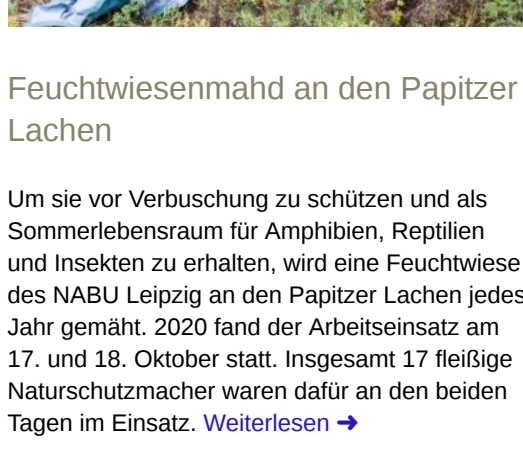 Feuchtwiesenmahd an den Papitzer
Lachen
Um sie vor Verbuschung zu schützen und als
Sommerlebensraum für Amphibien, Reptilien
und Insekten zu erhalten, wird eine Feuchtwiese
des NABU Leipzig an den Papitzer Lachen jedes
Jahr gemäht. 2020 fand der Arbeitseinsatz am
17. und 18. Oktober statt. Insgesamt 17 fleißige
Naturschutzmacher waren dafür an den beiden
Tagen im Einsatz. Weiterlesen ➜